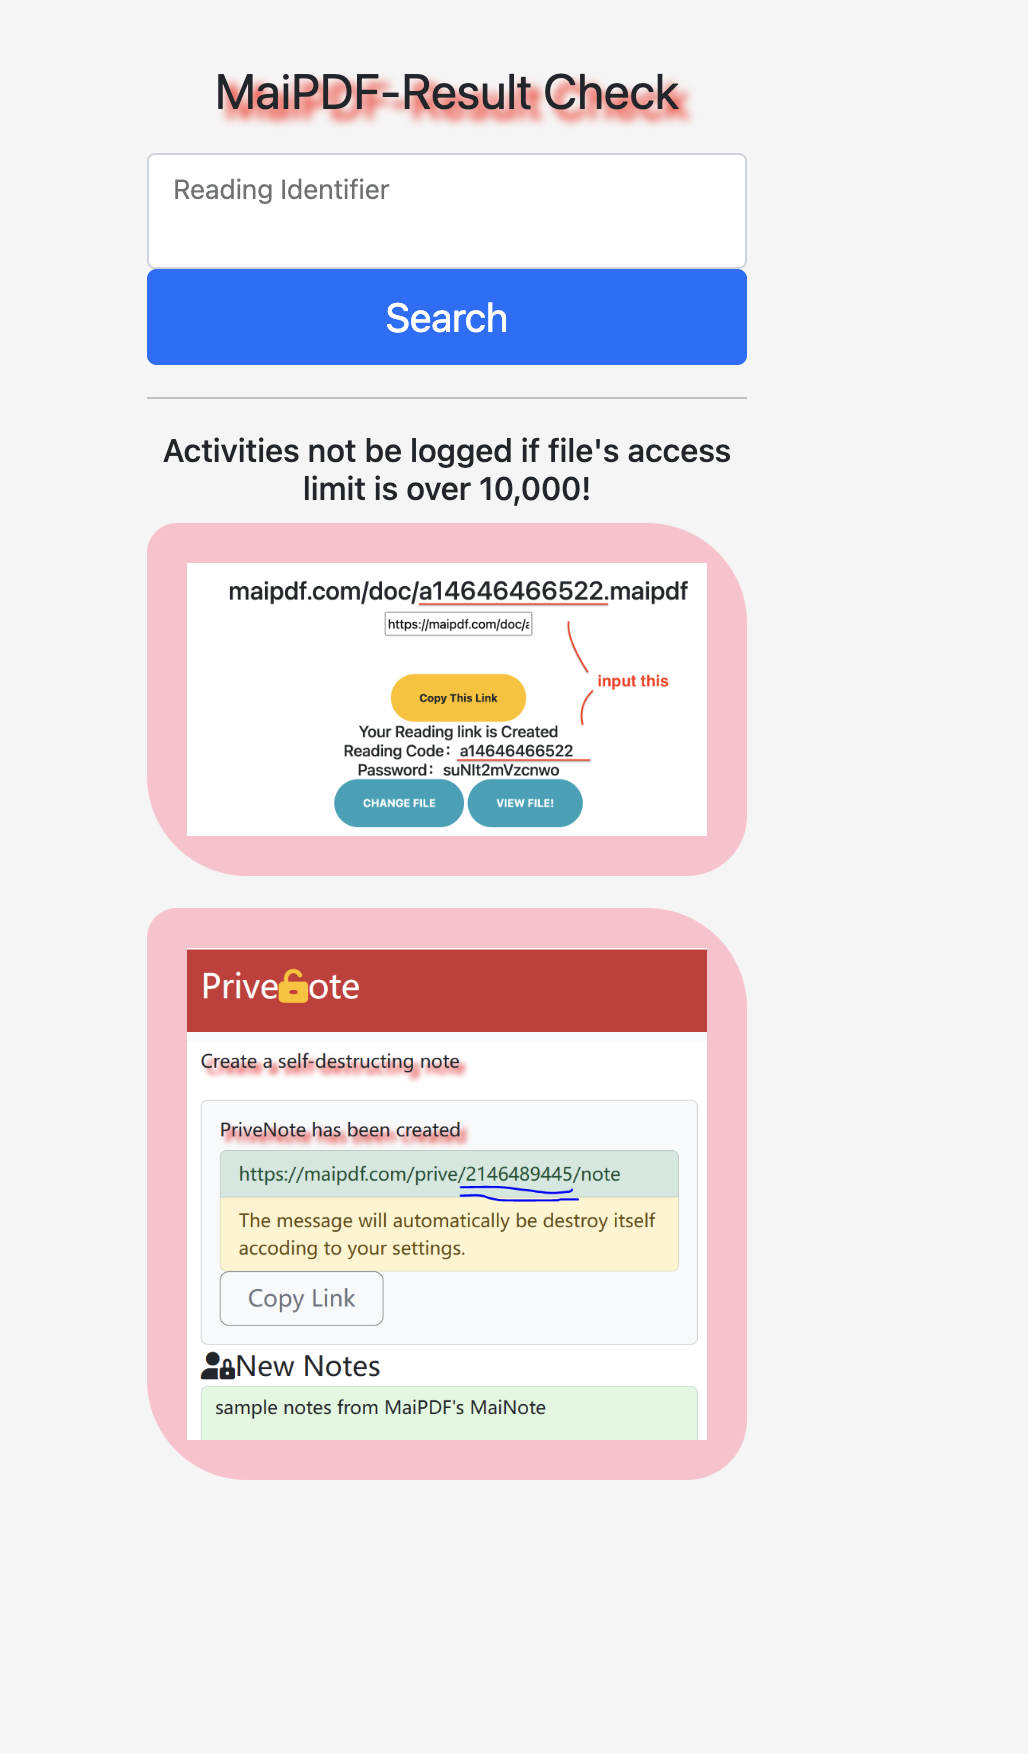 MaiPDF-Result Check
Reading Identifier
Search
Activities not be logged if file's access
limit is over 10,000!
maipdf.com/doc/a14646466522.maipdf
https://maipdf.com/doc/a
input this
Copy This Link
Your Reading link is Created
Reading Code： a14646466522
Password： suNIt2mVzcnwo
CHANGE FILE VIEW FILE!
Prive ote
Create a self-destructing note
PriveNote has been created
https://maipdf.com/prive/2146489445/note
The message will automatically be destroy itself
accoding to your settings.
Copy Link
New Notes
sample notes from MaiPDF's MaiNote